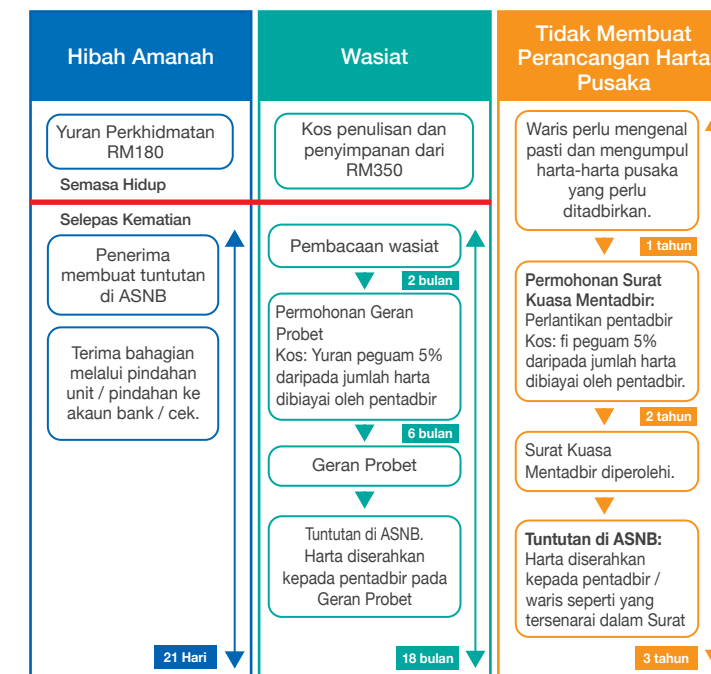 Hibah Amanah
Yuran Perkhidmatan
RM180
Semasa Hidup
Selepas Kematian
Penerima
membuat tuntutan
di ASNB
Terima bahagian
melalui pindahan
unit / pindahan ke
akaun bank / cek.
21 Hari
Wasiat
Kos penulisan dan
penyimpanan dari
RM350
Pembacaan wasiat
2 bulan
Permohonan Geran
Probet
Kos: Yuran peguam 5%
daripada jumlah harta
dibiayai oleh pentadbir
6 bulan
Geran Probet
Tuntutan di ASNB.
Harta diserahkan
kepada pentadbir pada
Geran Probet
18 bulan
Tidak Membuat
Perancangan Harta
Pusaka
Waris perlu mengenal
pasti dan mengumpul
harta-harta pusaka
yang perlu
ditadbirkan.
1 tahun
Permohonan Surat
Kuasa Mentadbir:
Perlantikan pentadbir
Kos: fi peguam 5%
daripada jumlah harta
dibiayai oleh pentadbir.
2 tahun
Surat Kuasa
Mentadbir diperolehi.
Tuntutan di ASNB:
Harta diserahkan
kepada pentadbir /
waris seperti yang
tersenarai dalam Surat
3 tahun